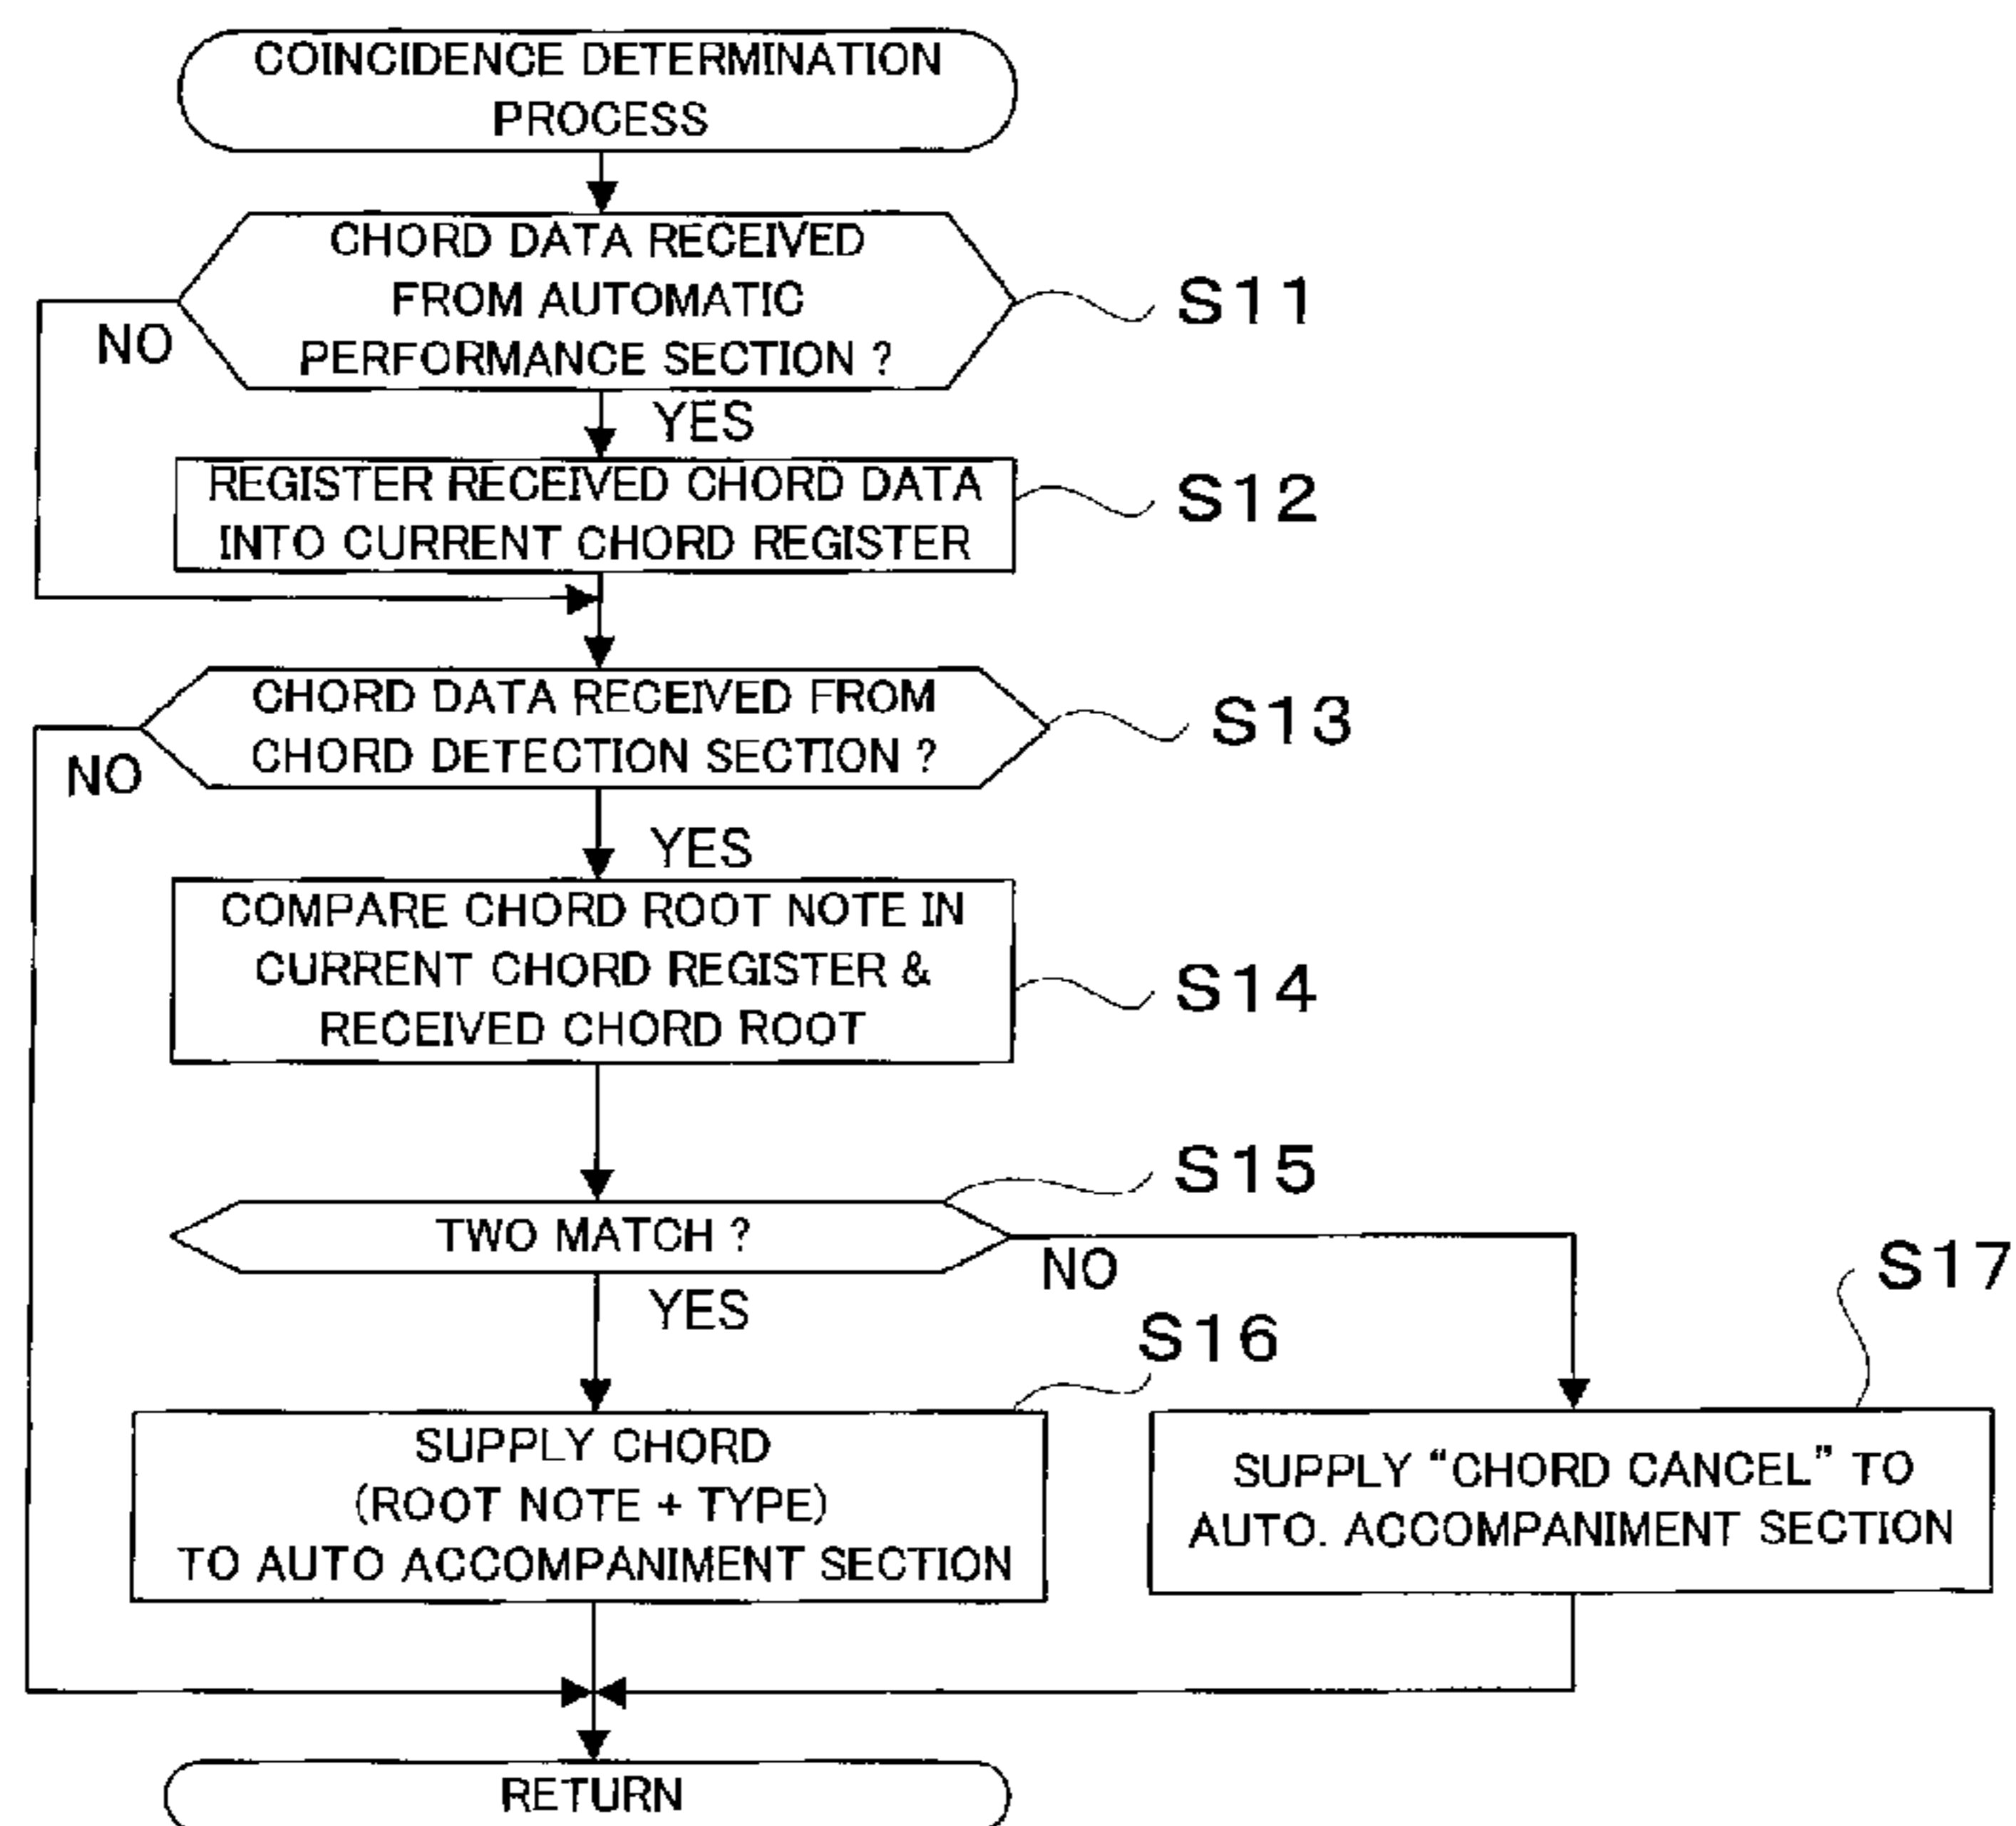 COINCIDENCE DETERMINATION
PROCESS
CHORD DATA RECEIVED
FROM AUTOMATIC
PERFORMANCE SECTION ?
S11
NO
YES
REGISTER RECEIVED CHORD DATA
INTO CURRENT CHORD REGISTER
S12
CHORD DATA RECEIVED FROM
CHORD DETECTION SECTION ?
S13
NO
YES
COMPARE CHORD ROOT NOTE IN
CURRENT CHORD REGISTER &
RECEIVED CHORD ROOT
S14
S15
TWO MATCH ?
NO
YES
S16
S17
SUPPLY CHORD
(ROOT NOTE + TYPE)
TO AUTO ACCOMPANIMENT SECTION
SUPPLY “CHORD CANCEL” TO
AUTO. ACCOMPANIMENT SECTION
RETURN